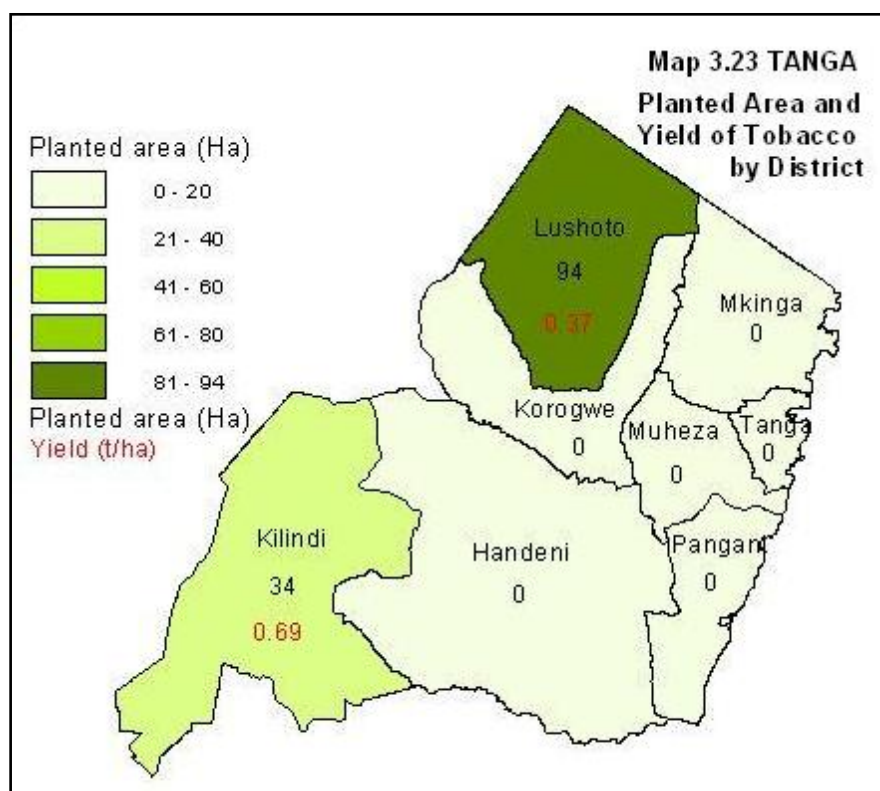 Map 3.23 TANGA
Planted Area and
Yield of Tobacco
by District
Planted area (Ha)
0 - 20
21 - 40
41 - 60
61 - 80
81 - 94
Planted area (Ha)
Yield (t/ha)
Lushoto
94
0.37
Mkinga
0
Korogwe
0
Muheza
0
Tanga
0
Kilindi
34
0.69
Handeni
0
Pangani
0